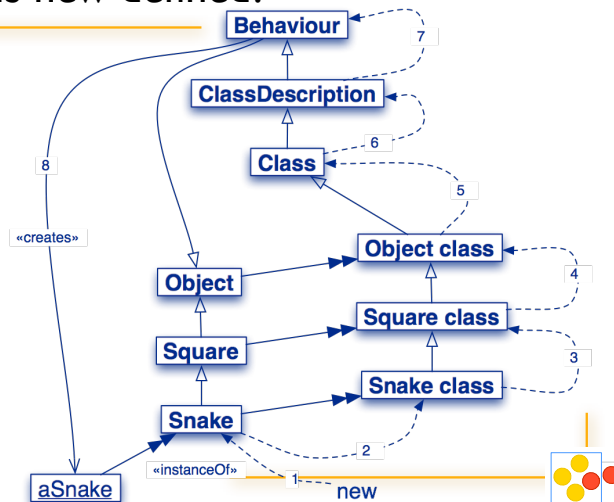 Behaviour
7
ClassDescription
6
8
Class
5
«creates»
Object class
Object
4
Square class
Square
3
Snake class
Snake
2
«instanceOf»
1
new
aSnake